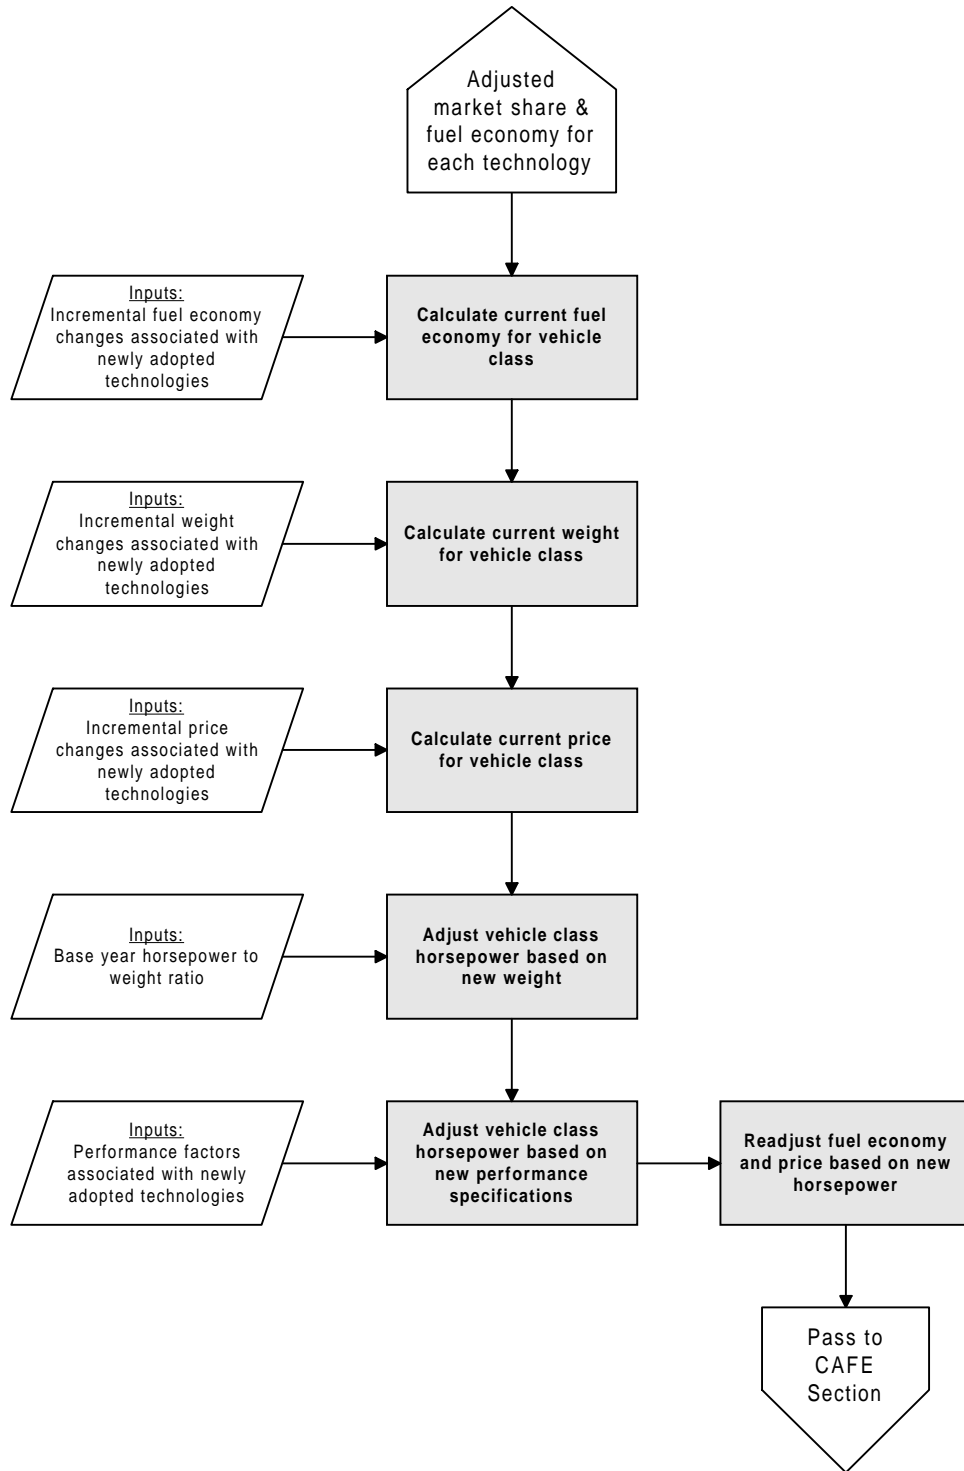 Adjusted
market share &
fuel economy for
each technology
Inputs:
Incremental fuel economy
changes associated with
newly adopted
technologies
Calculate current fuel
economy for vehicle
class
Inputs:
Incremental weight
changes associated with
newly adopted
technologies
Calculate current weight
for vehicle class
Inputs:
Incremental price
changes associated with
newly adopted
technologies
Calculate current price
for vehicle class
Inputs:
Base year horsepower to
weight ratio
Adjust vehicle class
horsepower based on
new weight
Inputs:
Performance factors
associated with newly
adopted technologies
Adjust vehicle class
horsepower based on
new performance
specifications
Readjust fuel economy
and price based on new
horsepower
Pass to
CAFE
Section